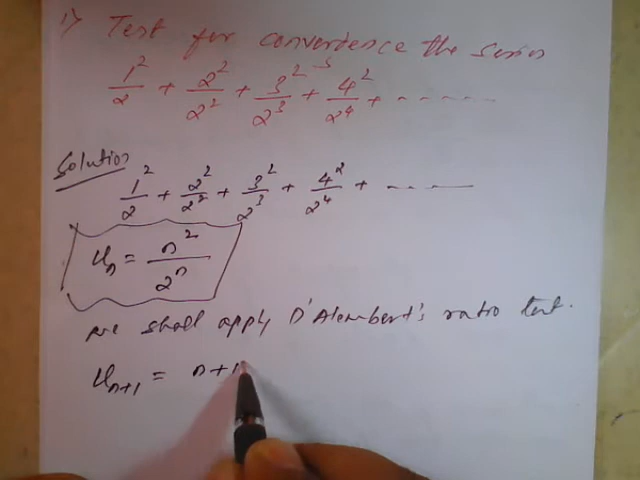 1) Test for convergence the series
1²/2 + 2²/2² + 3²/2³ + 4²/2⁴ + - - - - -
Solution
1²/2 + 2²/2² + 3²/2³ + 4²/2⁴ + - - - -
uₙ = n²/2ⁿ
we shall apply D'Alembert's ratio test.
uₙ₊₁ = n+1